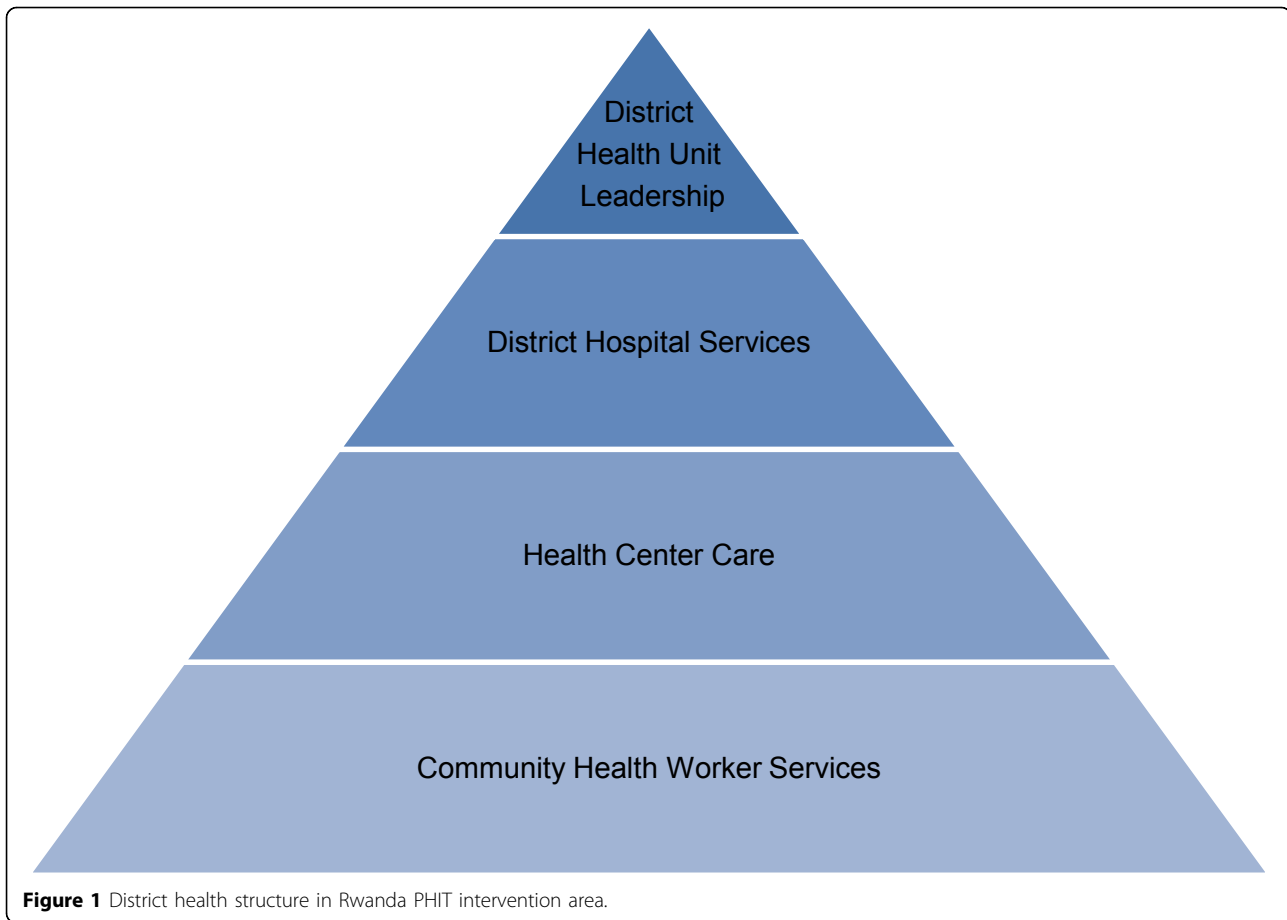 District
Health Unit
Leadership
District Hospital Services
Health Center Care
Community Health Worker Services
Figure 1 District health structure in Rwanda PHIT intervention area.